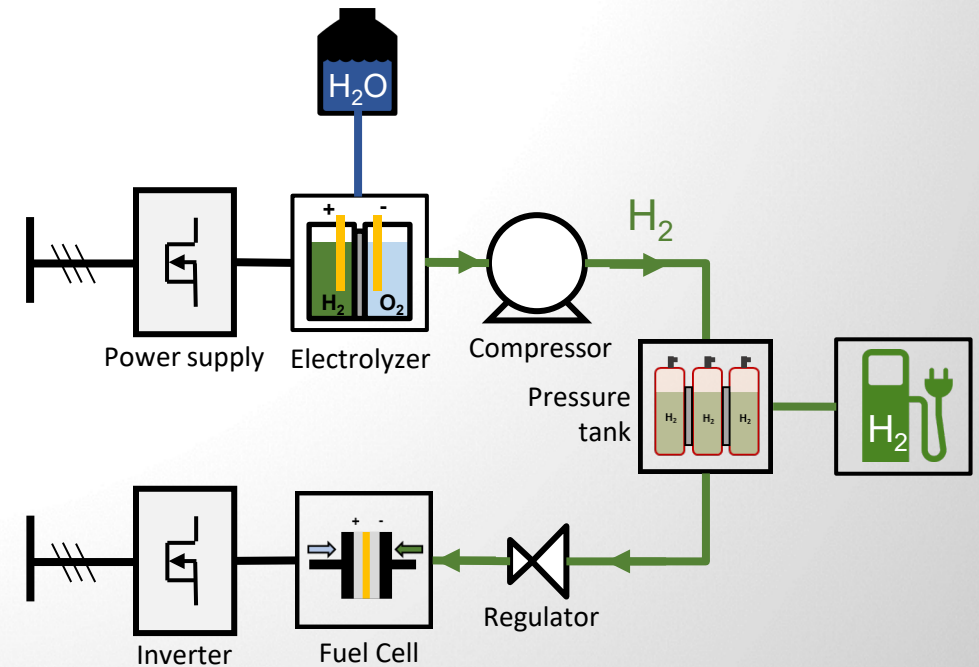 H₂O
+ -
H₂ O₂
Power supply
Electrolyzer
Compressor
H₂
Pressure
tank
H₂ H₂ H₂
H₂
+ -
Inverter
Fuel Cell
Regulator